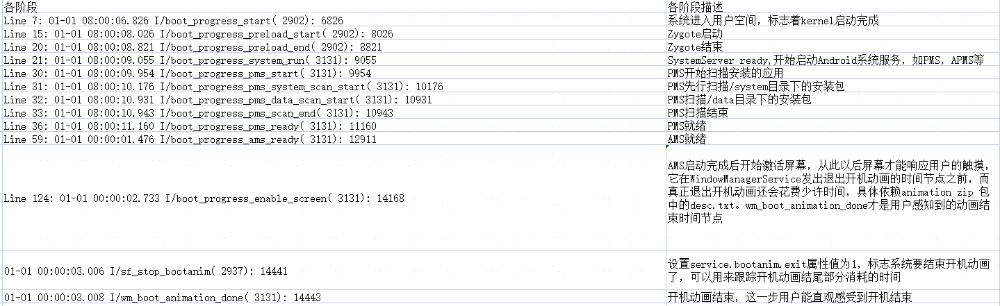 各阶段 各阶段描述
Line 7: 01-01 08:00:06.826 I/boot_progress_start( 2902): 6826 系统进入用户空间，标志着kernel启动完成
Line 15: 01-01 08:00:08.026 I/boot_progress_preload_start( 2902): 8026 Zygote启动
Line 20: 01-01 08:00:08.821 I/boot_progress_preload_end( 2902): 8821 Zygote结束
Line 21: 01-01 08:00:09.055 I/boot_progress_system_run( 3131): 9055 SystemServer ready,开始启动Android系统服务，如PMS，APMS等
Line 30: 01-01 08:00:09.954 I/boot_progress_pms_start( 3131): 9954 PMS开始扫描安装的应用
Line 31: 01-01 08:00:10.176 I/boot_progress_pms_system_scan_start( 3131): 10176 PMS先行扫描/system目录下的安装包
Line 32: 01-01 08:00:10.931 I/boot_progress_pms_data_scan_start( 3131): 10931 PMS扫描/data目录下的安装包
Line 33: 01-01 08:00:10.943 I/boot_progress_pms_scan_end( 3131): 10943 PMS扫描结束
Line 36: 01-01 08:00:11.160 I/boot_progress_pms_ready( 3131): 11160 PMS就绪
Line 59: 01-01 00:00:01.476 I/boot_progress_ams_ready( 3131): 12911 AMS就绪
Line 124: 01-01 00:00:02.733 I/boot_progress_enable_screen( 3131): 14168
AMS启动完成后开始激活屏幕，从此以后屏幕才能响应用户的触摸，
它在WindowManagerService发出退出开机动画的时间节点之前，而
真正退出开机动画还会花费少许时间，具体依赖animation zip 包
中的desc.txt。wm_boot_animation_done才是用户感知到的动画结
束时间节点
01-01 00:00:03.006 I/sf_stop_bootanim( 2937): 14441
设置service.bootanim.exit属性值为1，标志系统要结束开机动画
了，可以用来跟踪开机动画结尾部分消耗的时间
01-01 00:00:03.008 I/wm_boot_animation_done( 3131): 14443 开机动画结束，这一步用户能直观感受到开机结束